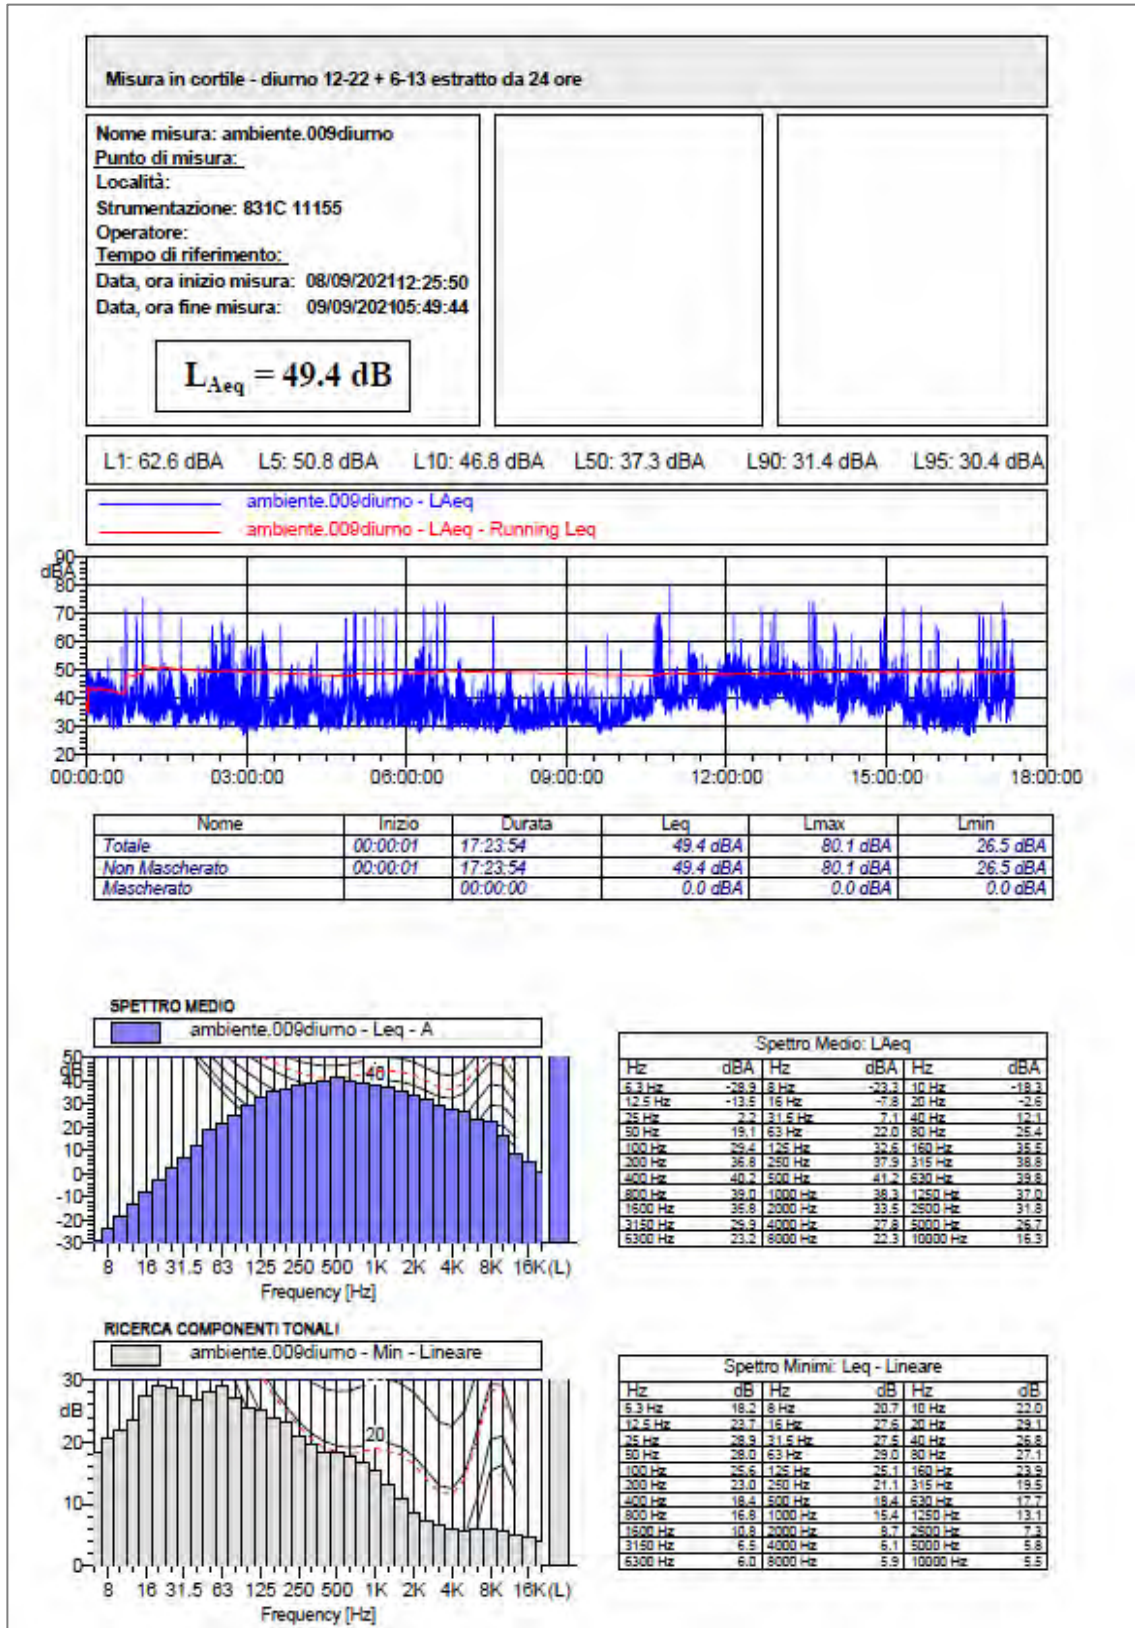 Misura in cortile - diurno 12-22 + 6-13 estratto da 24 ore
Nome misura: ambiente.009diurno
Punto di misura:
Località:
Strumentazione: 831C 11155
Operatore:
Tempo di riferimento:
Data, ora inizio misura: 08/09/2021 12:25:50
Data, ora fine misura: 09/09/2021 05:49:44
LAeq = 49.4 dB
L1: 62.6 dBA L5: 50.8 dBA L10: 46.8 dBA L50: 37.3 dBA L90: 31.4 dBA L95: 30.4 dBA
ambiente.009diurno - LAeq
ambiente.009diurno - LAeq - Running Leq
90
dBA
80
70
60
50
40
30
20
00:00:00 03:00:00 06:00:00 09:00:00 12:00:00 15:00:00 18:00:00
Nome Inizio Durata Leq Lmax Lmin
Totale 00:00:01 17:23:54 49.4 dBA 80.1 dBA 26.5 dBA
Non Mascherato 00:00:01 17:23:54 49.4 dBA 80.1 dBA 26.5 dBA
Mascherato 00:00:00 0.0 dBA 0.0 dBA 0.0 dBA
SPETTRO MEDIO
ambiente.009diurno - Leq - A
50
dB
40
30
20
10
0
-10
-20
-30
40
8 16 31.5 63 125 250 500 1K 2K 4K 8K 16K (L)
Frequency [Hz]
Spettro Medio: LAeq
Hz dBA Hz dBA Hz dBA
6.3 Hz -28.9 8 Hz -23.3 10 Hz -18.3
12.5 Hz -13.5 16 Hz -7.8 20 Hz -2.6
25 Hz 2.2 31.5 Hz 7.1 40 Hz 12.1
50 Hz 19.1 63 Hz 22.0 80 Hz 25.4
100 Hz 29.4 125 Hz 32.6 160 Hz 35.5
200 Hz 36.8 250 Hz 37.9 315 Hz 38.8
400 Hz 40.2 500 Hz 41.2 630 Hz 39.8
800 Hz 39.0 1000 Hz 38.3 1250 Hz 37.0
1600 Hz 35.8 2000 Hz 33.5 2500 Hz 31.8
3150 Hz 29.9 4000 Hz 27.8 5000 Hz 26.7
6300 Hz 23.2 8000 Hz 22.3 10000 Hz 16.3
RICERCA COMPONENTI TONALI
ambiente.009diurno - Min - Lineare
30
dB
20
10
0
20
8 16 31.5 63 125 250 500 1K 2K 4K 8K 16K (L)
Frequency [Hz]
Spettro Minimi: Leq - Lineare
Hz dB Hz dB Hz dB
6.3 Hz 18.2 8 Hz 20.7 10 Hz 22.0
12.5 Hz 23.7 16 Hz 27.6 20 Hz 29.1
25 Hz 28.9 31.5 Hz 27.5 40 Hz 26.8
50 Hz 28.0 63 Hz 29.0 80 Hz 27.1
100 Hz 25.6 125 Hz 25.1 160 Hz 23.9
200 Hz 23.0 250 Hz 21.1 315 Hz 19.5
400 Hz 18.4 500 Hz 18.4 630 Hz 17.7
800 Hz 16.8 1000 Hz 15.4 1250 Hz 13.1
1600 Hz 10.8 2000 Hz 8.7 2500 Hz 7.3
3150 Hz 6.5 4000 Hz 6.1 5000 Hz 5.8
6300 Hz 6.0 8000 Hz 5.9 10000 Hz 5.5